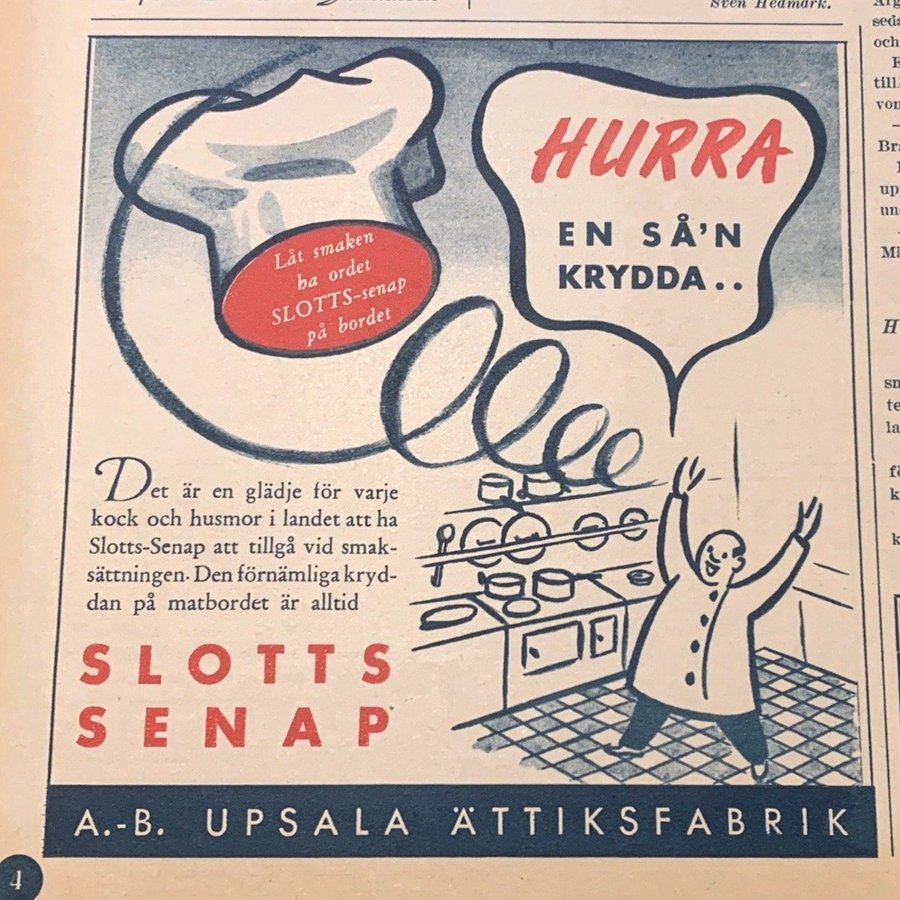 Sven Hedmark.
HURRA
EN SÅ'N
KRYDDA..
Låt smaken
ha ordet
SLOTTS-senap
på bordet
Det är en glädje för varje
kock och husmor i landet att ha
Slotts-Senap att tillgå vid smak-
sättningen. Den förnämliga kryd-
dan på matbordet är alltid
SLOTTS
SENAP
A.-B. UPSALA ÄTTIKSFABRIK
4